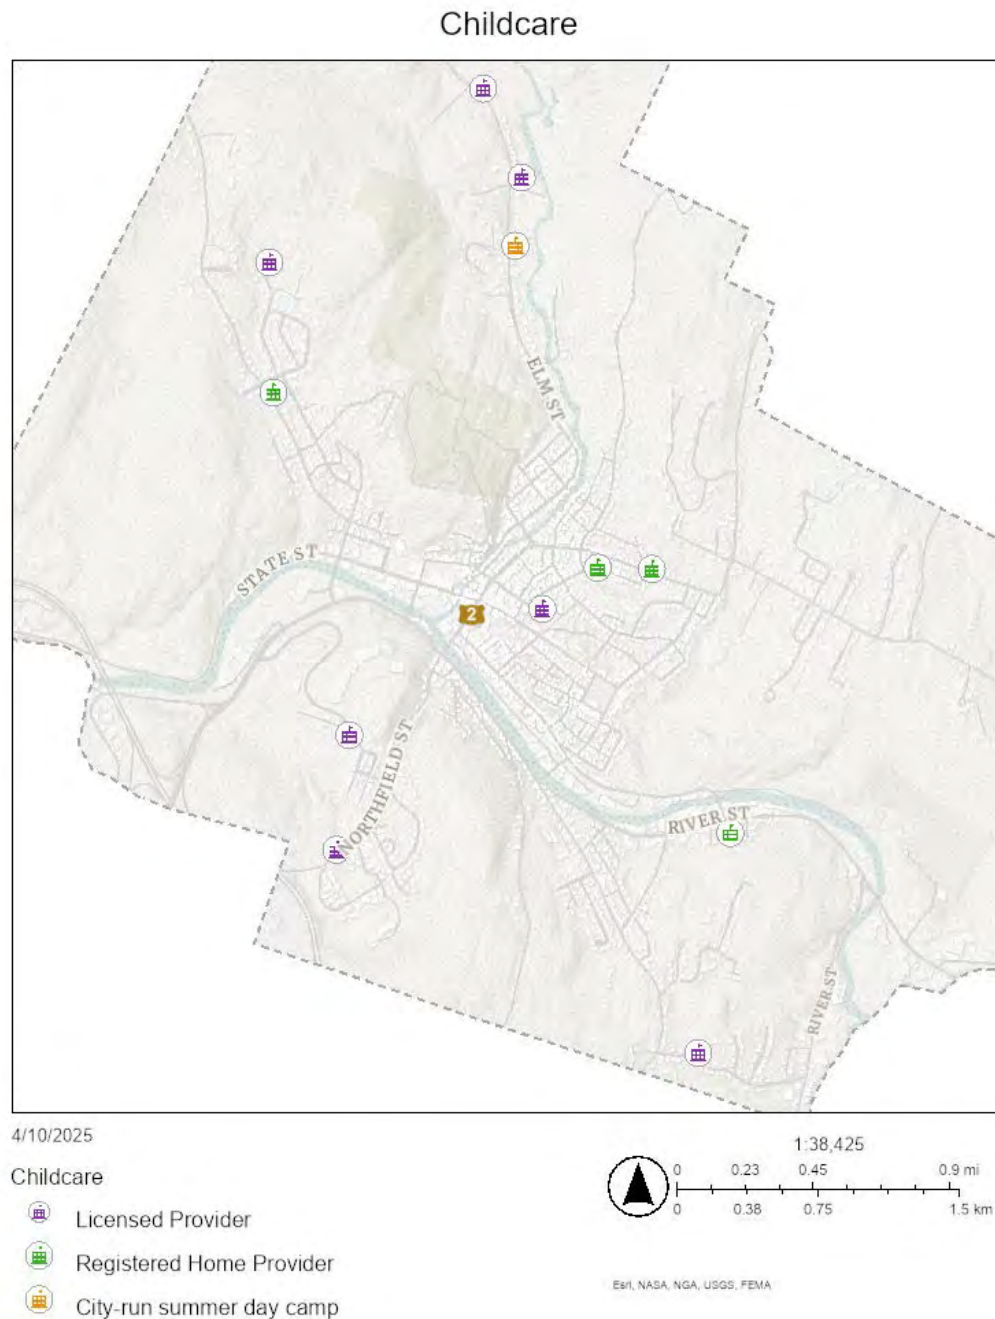 Childcare
ELM ST
STATE ST
2
NORTHFIELD ST
RIVER ST
RIVER ST
4/10/2025
Childcare
Licensed Provider
Registered Home Provider
City-run summer day camp
1:38,425
0 0.23 0.45 0.9 mi
0 0.38 0.75 1.5 km
Esri, NASA, NGA, USGS, FEMA